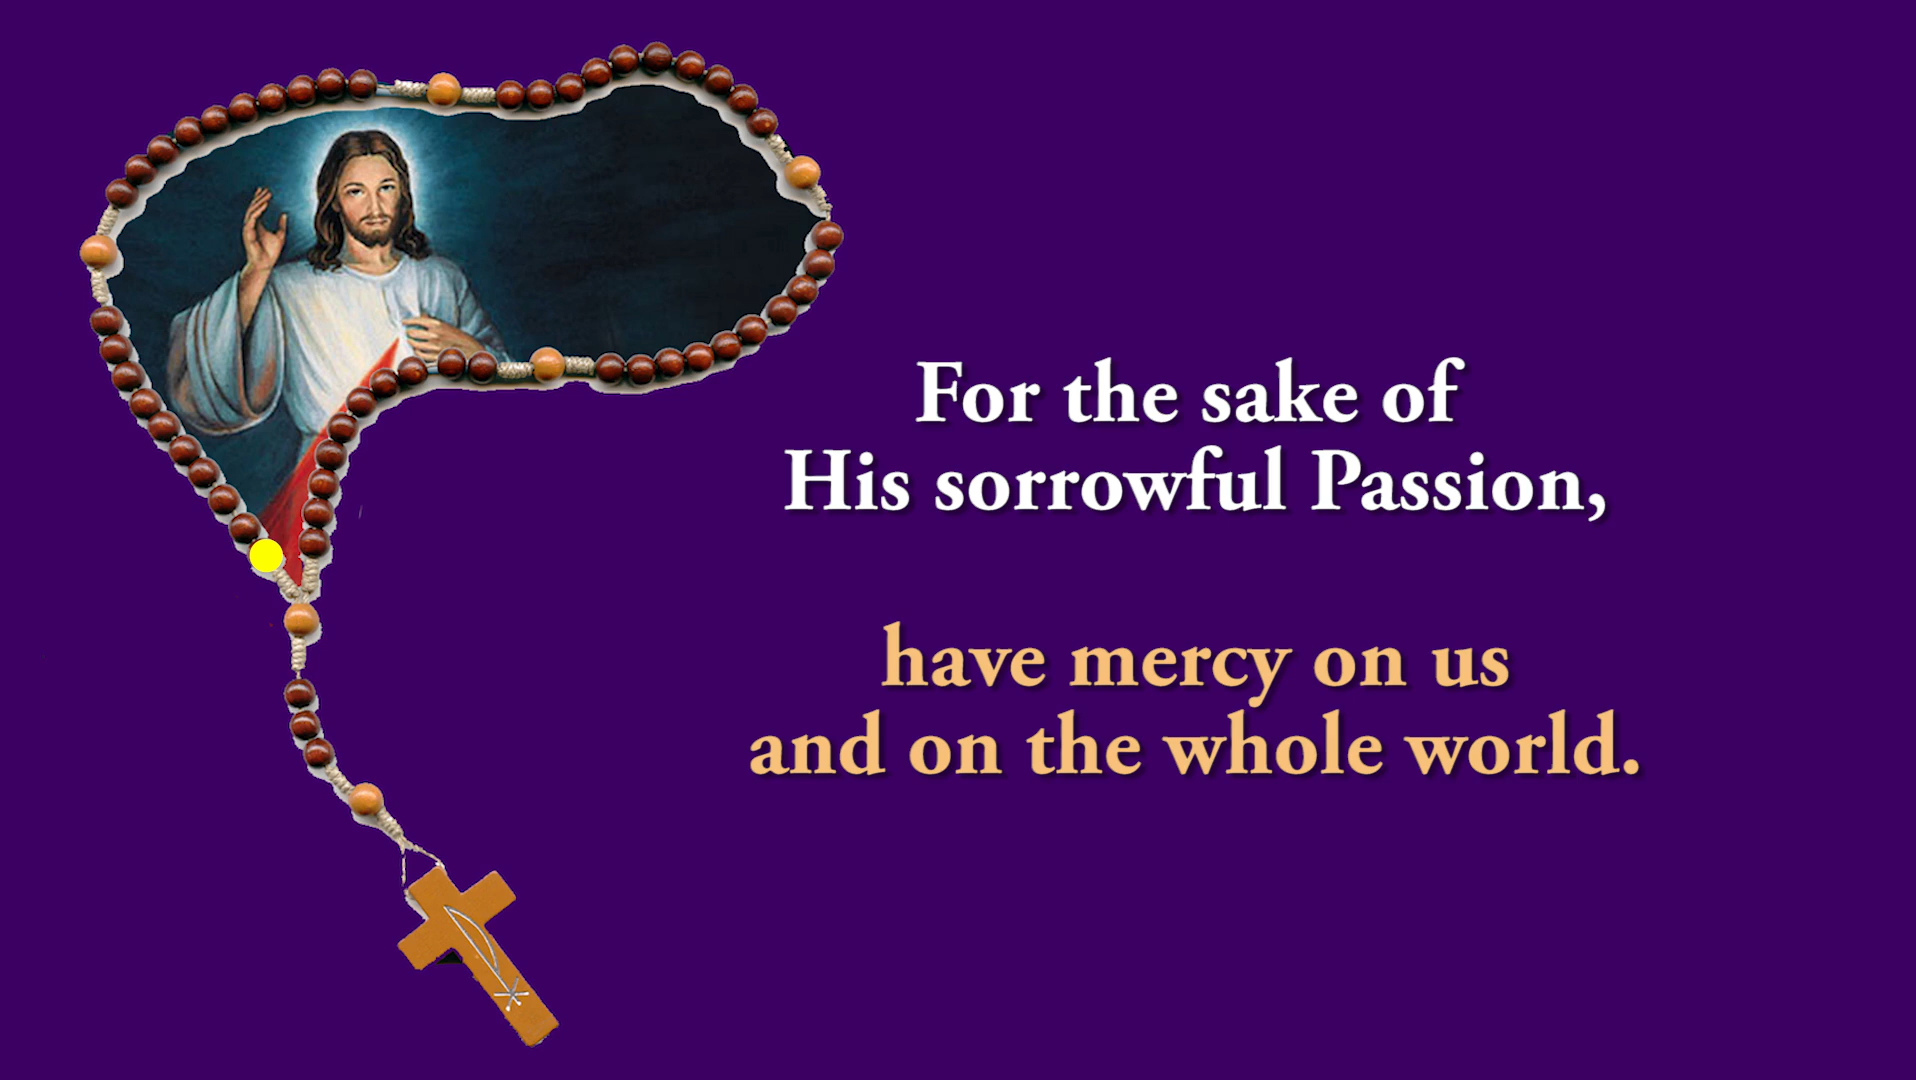 For the sake of
His sorrowful Passion,
have mercy on us
and on the whole world.